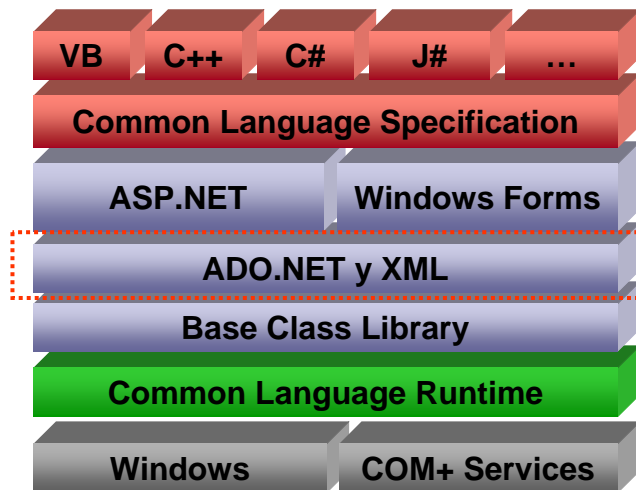 VB C++ C# J# ...
Common Language Specification
ASP.NET Windows Forms
ADO.NET y XML
Base Class Library
Common Language Runtime
Windows COM+ Services